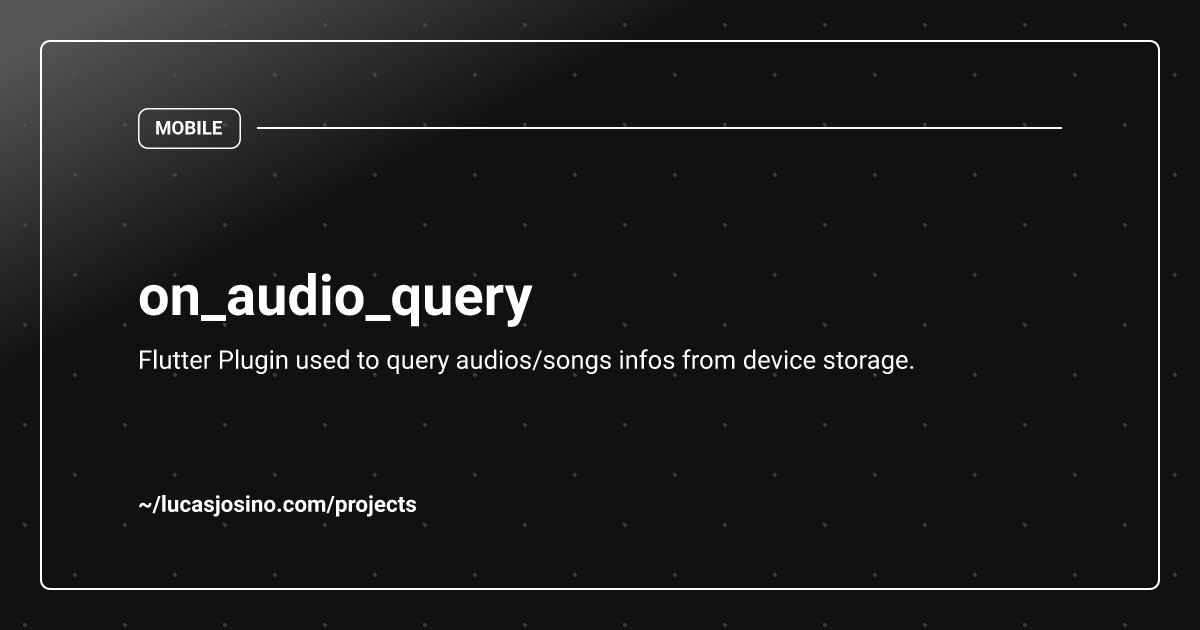 MOBILE
on_audio_query
Flutter Plugin used to query audios/songs infos from device storage.
~/lucasjosino.com/projects